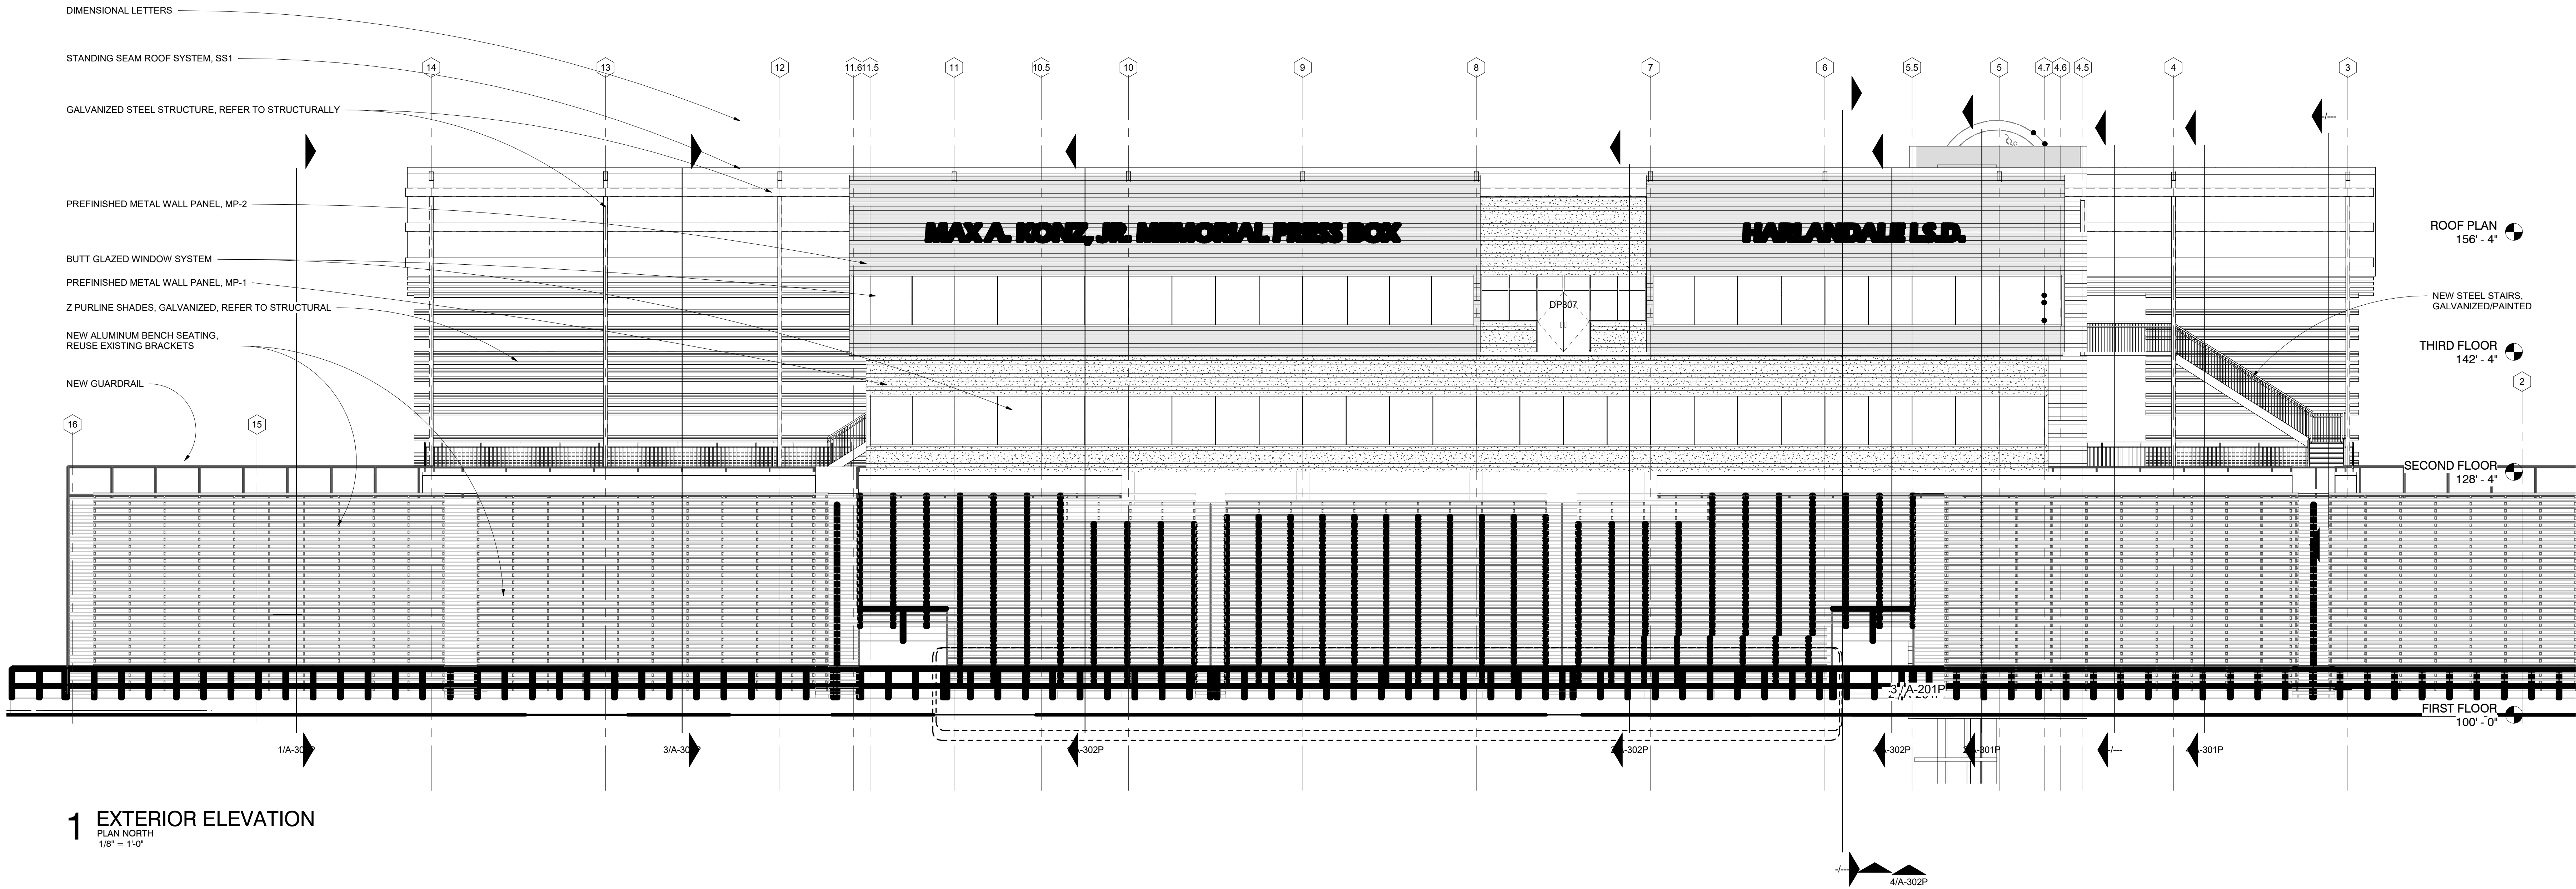 DIMENSIONAL LETTERS
STANDING SEAM ROOF SYSTEM, SS1
14
13
12
11.6
11.5
11
10.5
10
9
8
7
6
5.5
5
4.7
4.6
4.5
4
3
GALVANIZED STEEL STRUCTURE, REFER TO STRUCTURALLY
-/---
PREFINISHED METAL WALL PANEL, MP-2
MAX A. KONZ, JR. MEMORIAL PRESS BOX
HARLANDALE I.S.D.
ROOF PLAN
156' - 4"
BUTT GLAZED WINDOW SYSTEM
PREFINISHED METAL WALL PANEL, MP-1
Z PURLINE SHADES, GALVANIZED, REFER TO STRUCTURAL
DP307
NEW STEEL STAIRS,
GALVANIZED/PAINTED
NEW ALUMINUM BENCH SEATING,
REUSE EXISTING BRACKETS
THIRD FLOOR
142' - 4"
NEW GUARDRAIL
2
16
15
SECOND FLOOR
128' - 4"
3 / A-201P
FIRST FLOOR
100' - 0"
1/A-30
3/A-30
A-302P
A-302P
A-302P
A-301P
-/---
A-301P
1
EXTERIOR ELEVATION
PLAN NORTH
1/8" = 1'-0"
-/---
4/A-302P